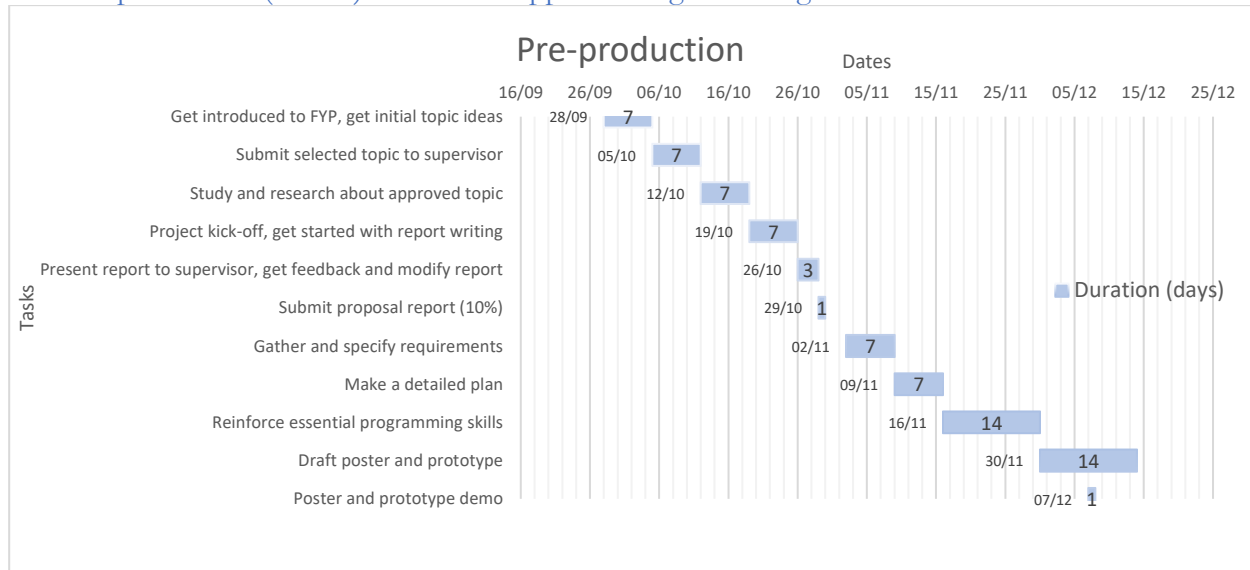 Pre-production
Dates
16/09 26/09 06/10 16/10 26/10 05/11 15/11 25/11 05/12 15/12 25/12
Get introduced to FYP, get initial topic ideas 28/09 7
Submit selected topic to supervisor 05/10 7
Study and research about approved topic 12/10 7
Project kick-off, get started with report writing 19/10 7
Present report to supervisor, get feedback and modify report 26/10 3
Duration (days)
Submit proposal report (10%) 29/10 1
Tasks
Gather and specify requirements 02/11 7
Make a detailed plan 09/11 7
Reinforce essential programming skills 16/11 14
Draft poster and prototype 30/11 14
Poster and prototype demo 07/12 1